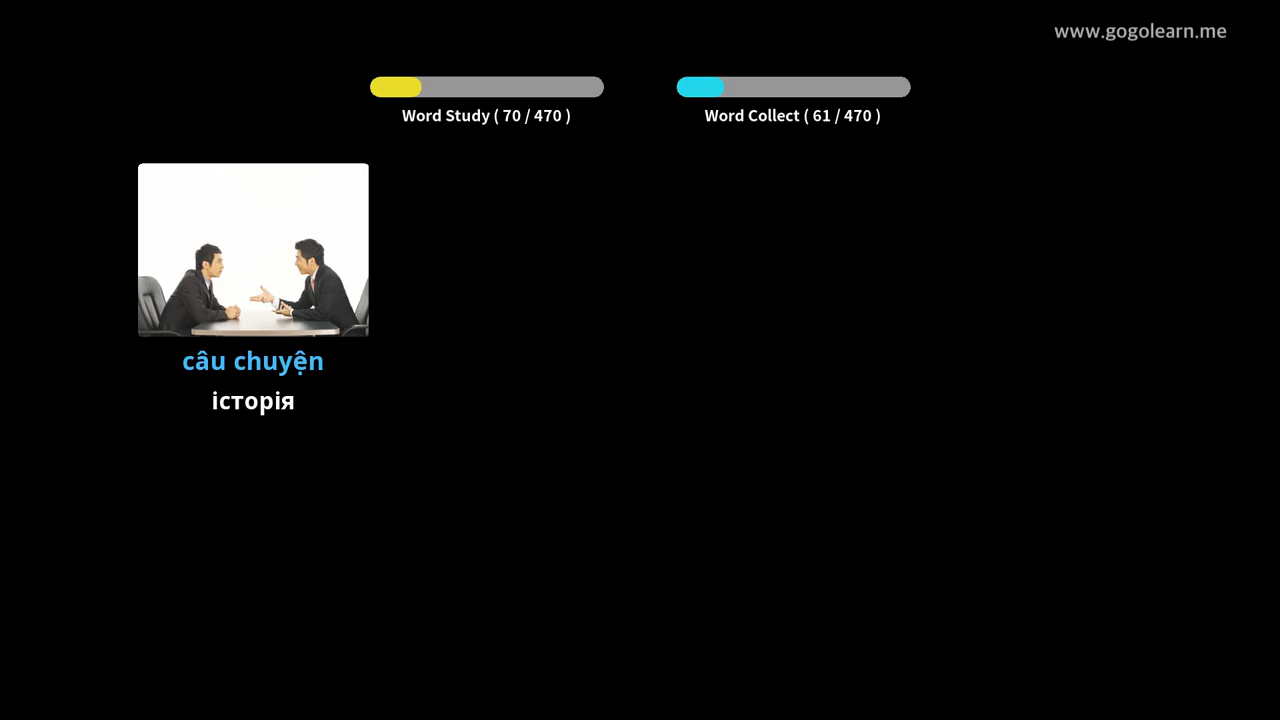 www.gogolearn.me
Word Study ( 70 / 470 )
Word Collect ( 61 / 470 )
câu chuyện
історія